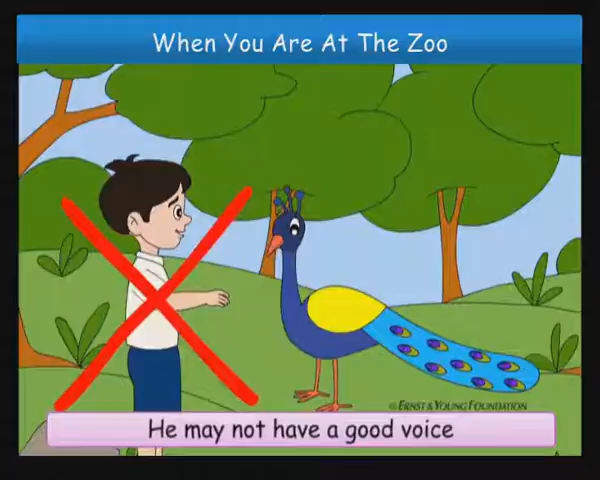 When You Are At The Zoo
© ERNST & YOUNG FOUNDATION
He may not have a good voice